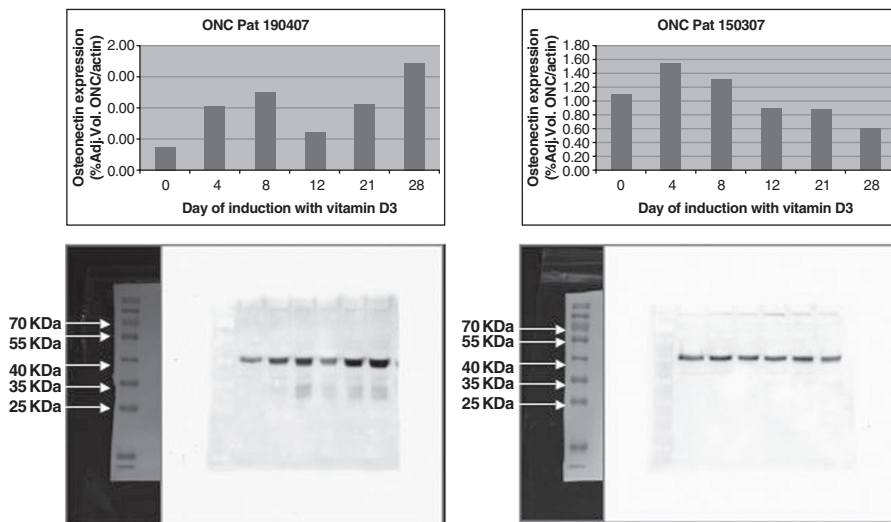 ONC Pat 190407
Osteonectin expression
(%Adj.Vol. ONC/actin)
2.00
0.00
0.00
0.00
0.00
0 4 8 12 21 28
Day of induction with vitamin D3
ONC Pat 150307
Osteonectin expression
(%Adj.Vol. ONC/actin)
1.80
1.60
1.40
1.20
1.00
0.80
0.60
0.40
0.20
0.00
0 4 8 12 21 28
Day of induction with vitamin D3
70 KDa
55 KDa
40 KDa
35 KDa
25 KDa
70 KDa
55 KDa
40 KDa
35 KDa
25 KDa